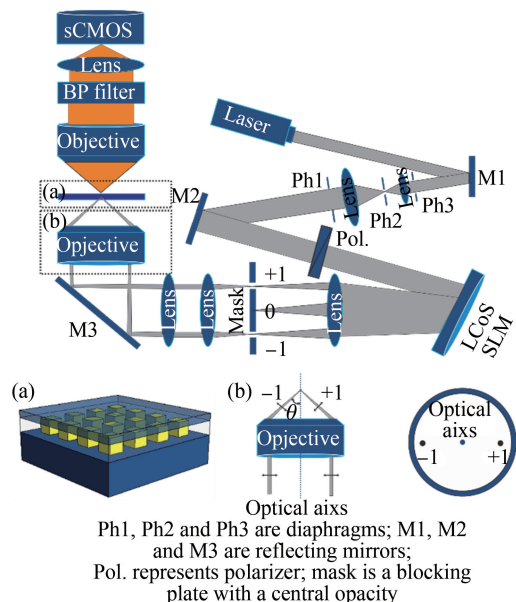 sCMOS
Lens
BP filter
Objective
Laser
M1
Ph1
Lens
Lens
Ph2
Ph3
(a)
M2
(b)
Opjective
Pol.
M3
Lens
Lens
Mask
+1
0
−1
Lens
LCoS
SLM
(a)
(b)
−1
+1
θ
Opjective
Optical aixs
Optical
aixs
−1
+1
Ph1, Ph2 and Ph3 are diaphragms; M1, M2
and M3 are reflecting mirrors;
Pol. represents polarizer; mask is a blocking
plate with a central opacity